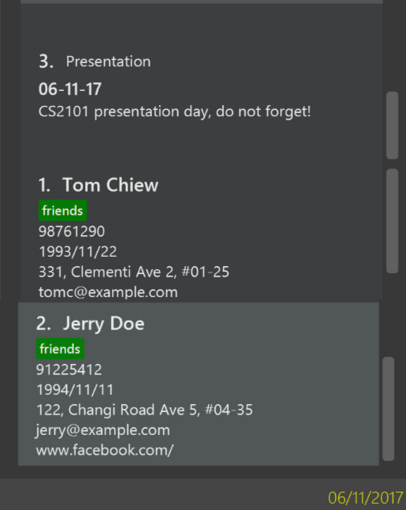 3. Presentation
06-11-17
CS2101 presentation day, do not forget!
1. Tom Chiew
friends
98761290
1993/11/22
331, Clementi Ave 2, #01-25
tomc@example.com
2. Jerry Doe
friends
91225412
1994/11/11
122, Changi Road Ave 5, #04-35
jerry@example.com
www.facebook.com/
06/11/2017